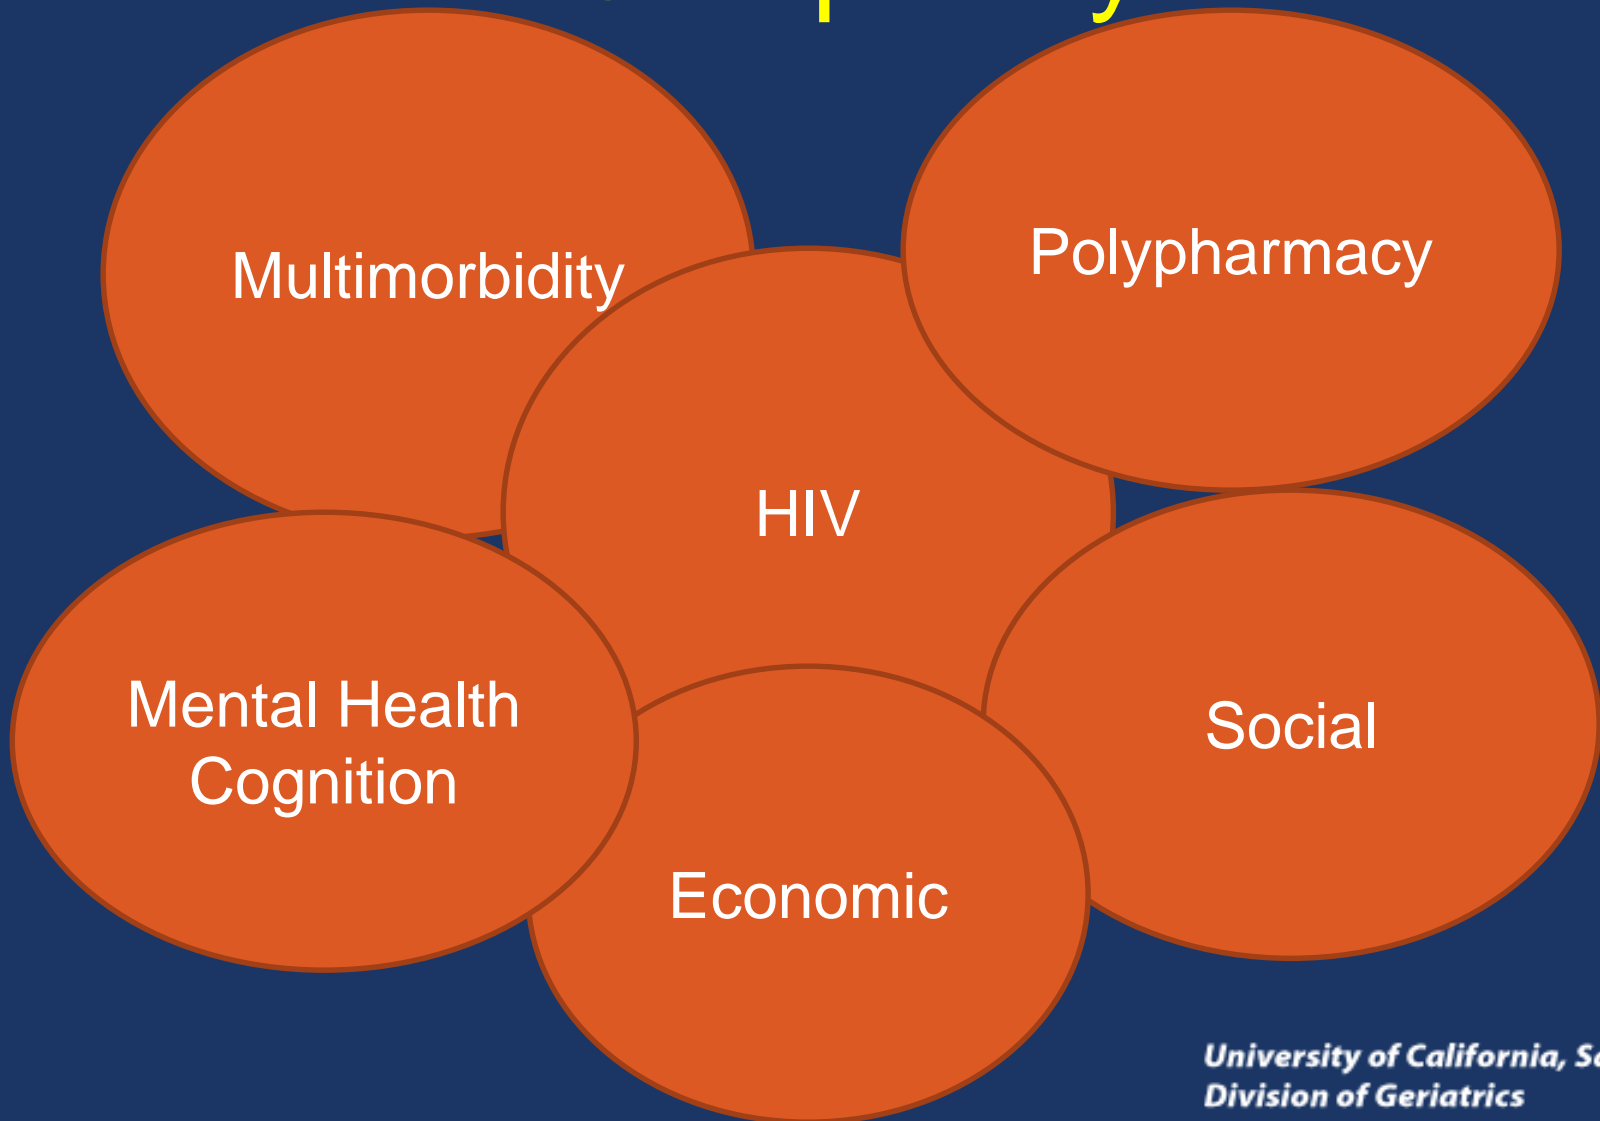 Multimorbidity
Polypharmacy
HIV
Mental Health
Cognition
Social
Economic
University of California,
Division of Geriatrics